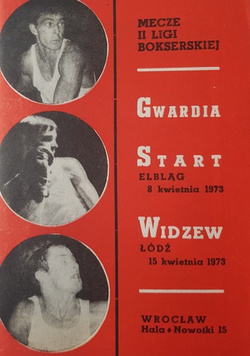 MECZE
II LIGI
BOKSERSKIEJ
GWARDIA
START
ELBLĄG
8 kwietnia 1973
WIDZEW
ŁÓDŹ
15 kwietnia 1973
WROCŁAW
Hala • Nowotki 15